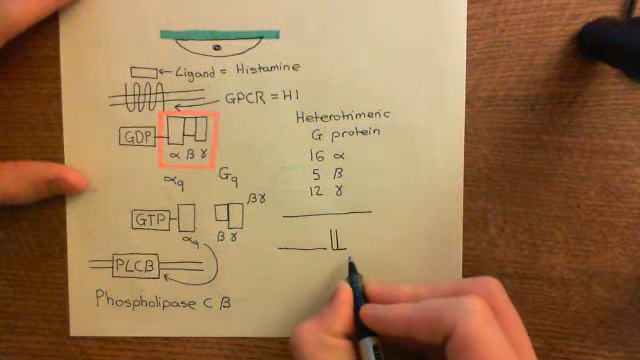 Ligand = Histamine
GPCR = H1
Heterotrimeric
G protein
GDP
α β γ
16 α
5 β
12 γ
αq
Gq
βγ
GTP
αq
β γ
PLCβ
Phospholipase C β